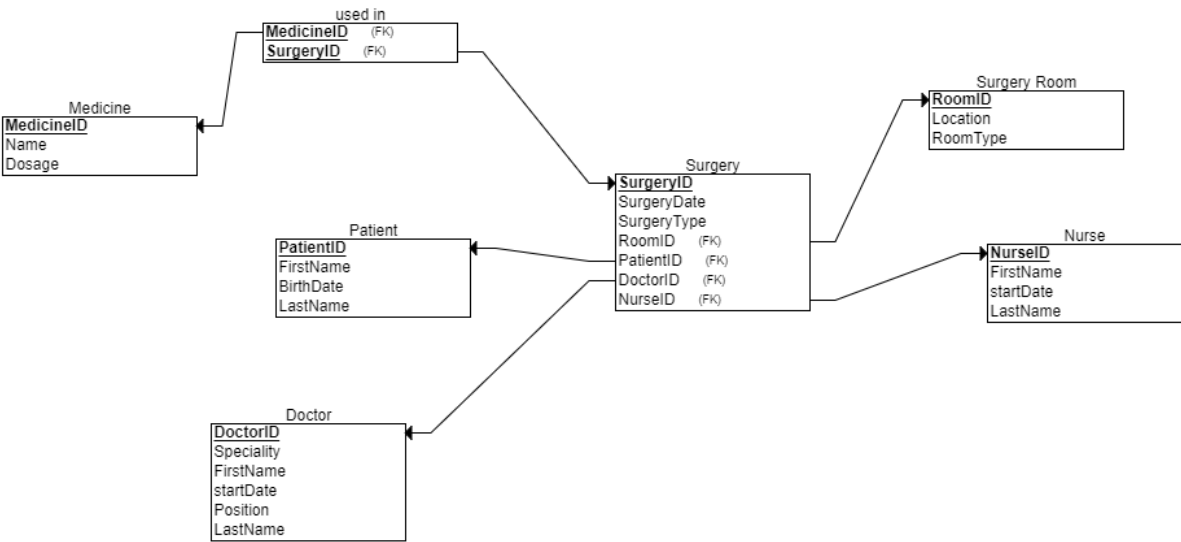 used in
MedicineID (FK)
SurgeryID (FK)
Medicine
MedicineID
Name
Dosage
Surgery Room
RoomID
Location
RoomType
Surgery
SurgeryID
SurgeryDate
SurgeryType
RoomID (FK)
PatientID (FK)
DoctorID (FK)
NurseID (FK)
Patient
PatientID
FirstName
BirthDate
LastName
Nurse
NurseID
FirstName
startDate
LastName
Doctor
DoctorID
Speciality
FirstName
startDate
Position
LastName